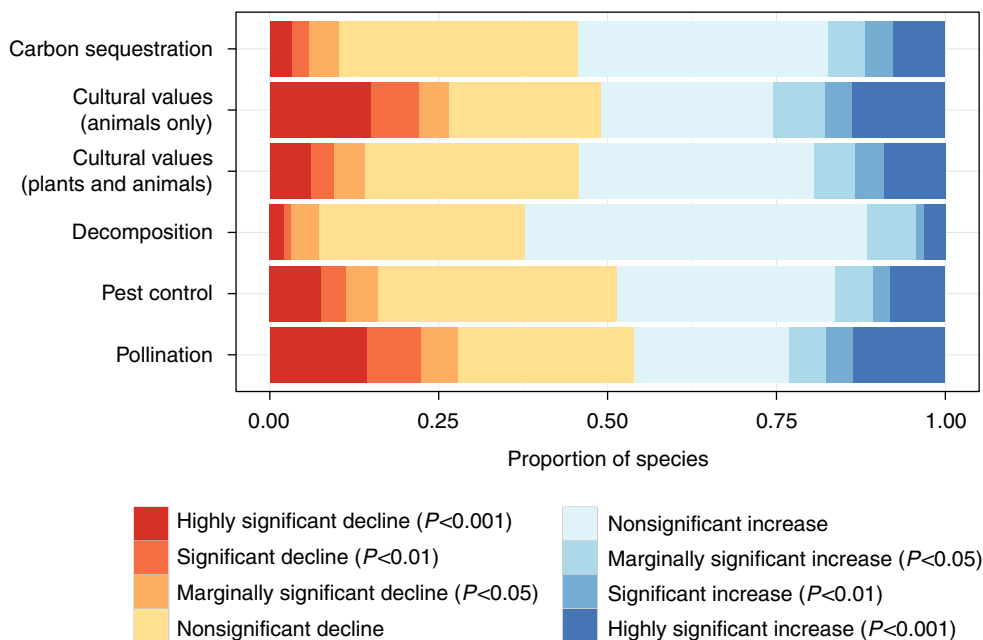 Carbon sequestration
Cultural values
(animals only)
Cultural values
(plants and animals)
Decomposition
Pest control
Pollination
0.00 0.25 0.50 0.75 1.00
Proportion of species
Highly significant decline (P<0.001)
Significant decline (P<0.01)
Marginally significant decline (P<0.05)
Nonsignificant decline
Nonsignificant increase
Marginally significant increase (P<0.05)
Significant increase (P<0.01)
Highly significant increase (P<0.001)